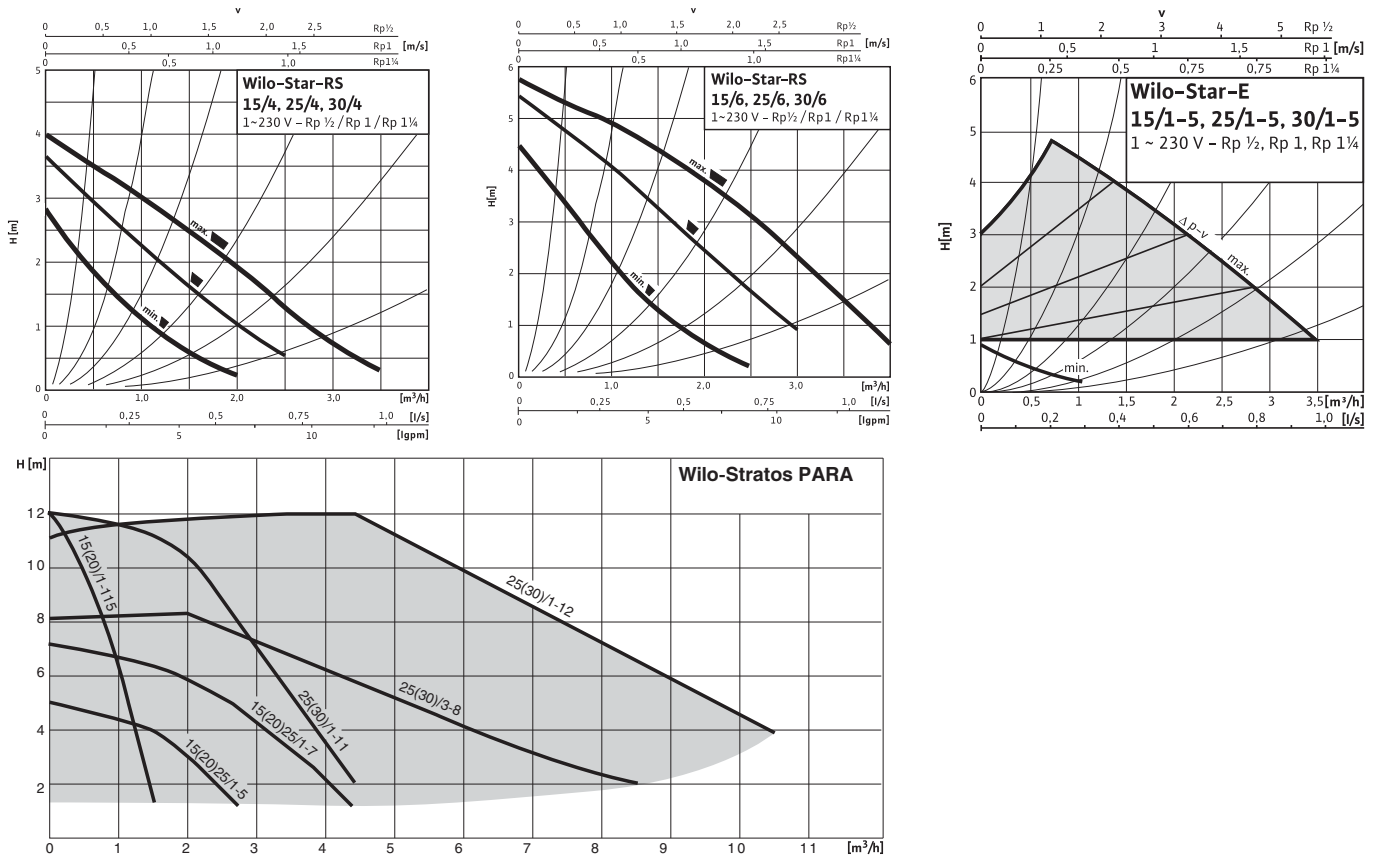 v
0 0,5 1,0 1,5 2,0 2,5 Rp½
0 0,5 1,0 1,5 Rp1 [m/s]
0,5 1,0 Rp1¼
Wilo-Star-RS
15/4, 25/4, 30/4
1~230 V - Rp ½ / Rp 1 / Rp 1¼
H [m]
5
4
3
2
1
0
max.
min.
0 1,0 2,0 3,0 [m³/h]
0 0,25 0,5 0,75 1,0 [l/s]
0 5 10 [Igpm]
v
0 0,5 1,0 1,5 2,0 Rp½
0 0,5 1,0 1,5 Rp1
0,5 1,0 Rp1¼
Wilo-Star-RS
15/6, 25/6, 30/6
1~230 V - Rp½ / Rp1 / Rp1¼
H[m]
6
5
4
3
2
1
0
max.
min.
0 1,0 2,0 3,0 [m³/h]
0 0,25 0,5 0,75 1,0 [l/s]
0 5 10 [Igpm]
v
0 1 2 3 4 5 Rp ½
0 0,5 1 1,5 Rp 1 [m/s]
0 0,25 0,5 0,75 0,75 Rp 1¼
Wilo-Star-E
15/1-5, 25/1-5, 30/1-5
1 ~ 230 V - Rp ½, Rp 1, Rp 1¼
H[m]
6
5
4
3
2
1
0
Δ p-v
max.
min.
0,5 1 1,5 2 2,5 3 3,5 [m³/h]
0 0,2 0,4 0,6 0,8 1,0 [l/s]
H [m]
Wilo-Stratos PARA
12
10
8
6
4
2
15(20)/1-115
25(30)/1-12
25(30)/3-8
25(30)/1-11
15(20)25/1-7
15(20)25/1-5
0 1 2 3 4 5 6 7 8 9 10 11 [m³/h]